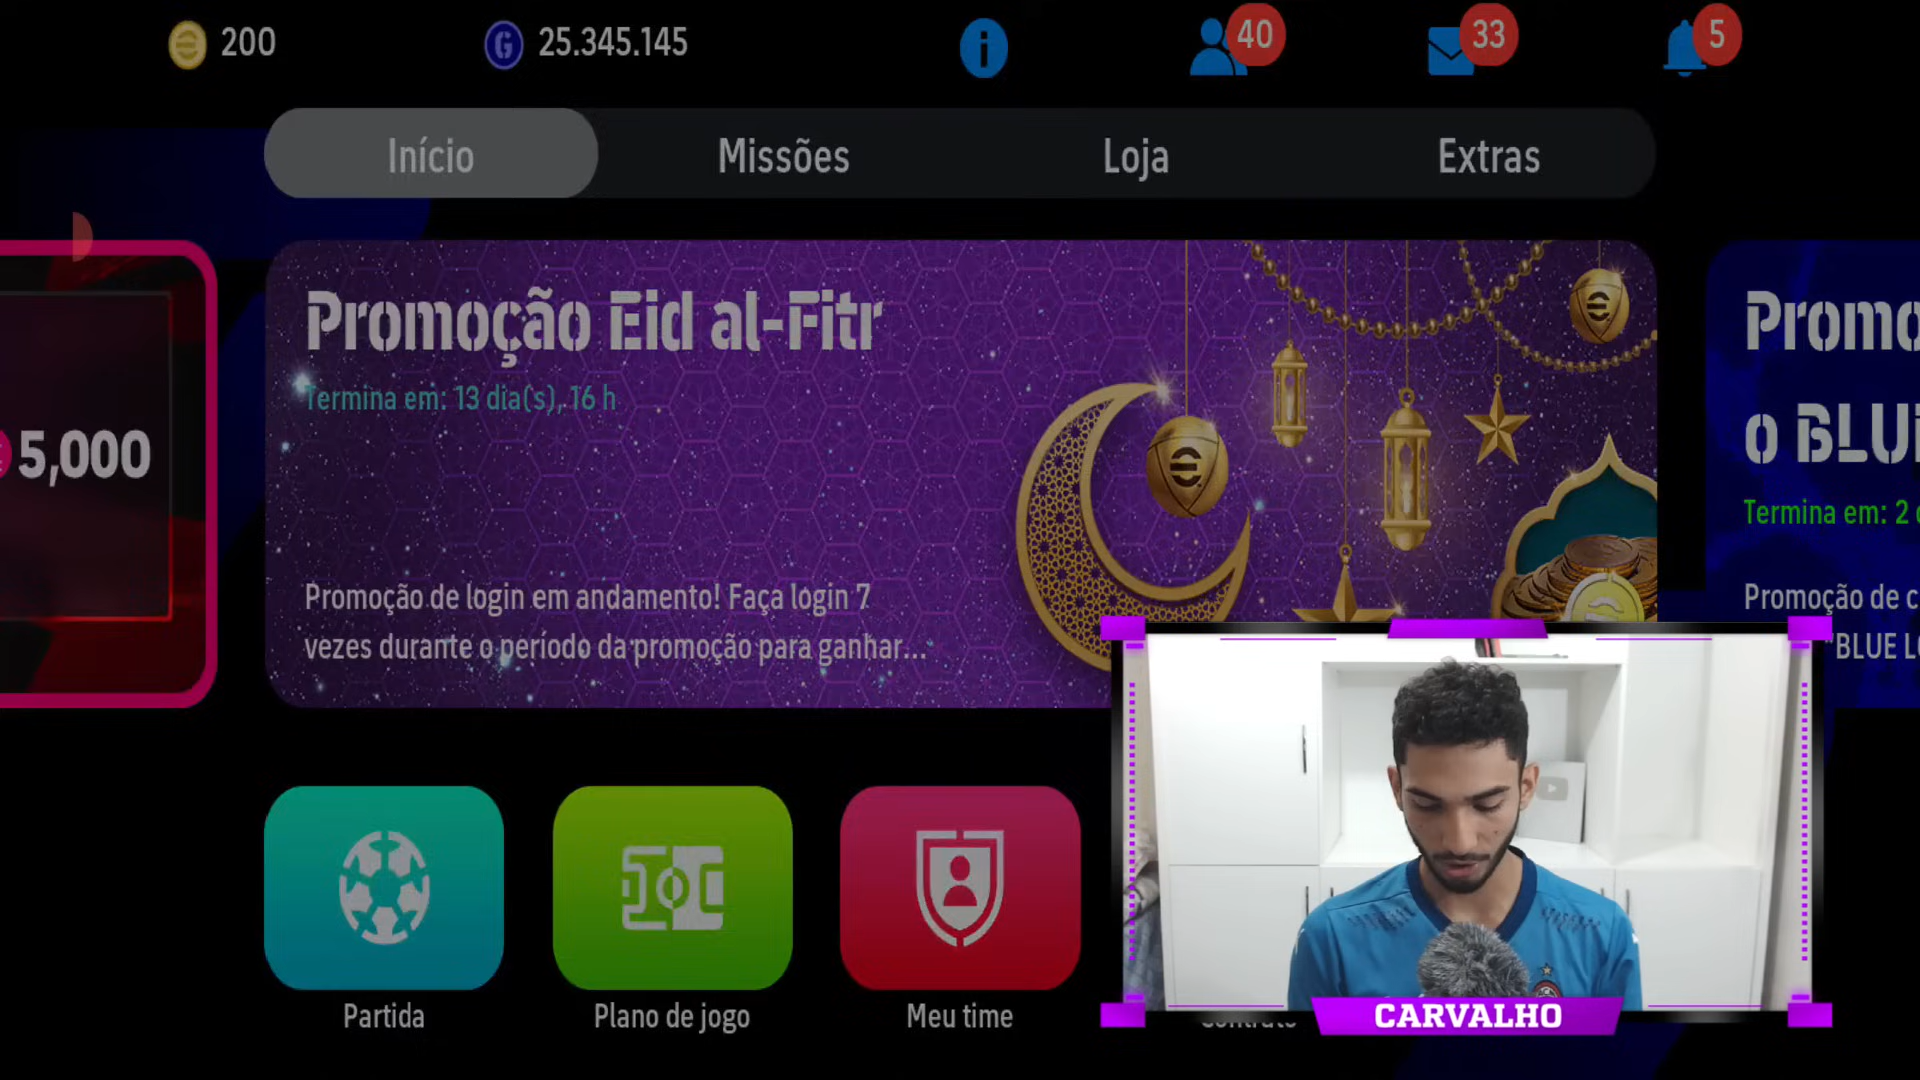 200
25.345.145
40
33
5
Início
Missões
Loja
Extras
5,000
Promoção Eid al-Fitr
Termina em: 13 dia(s), 16 h
Promoção de login em andamento! Faça login 7
vezes durante o período da promoção para ganhar...
Promo
o BLU
Termina em: 2
Promoção de c
"BLUE L
Partida
Plano de jogo
Meu time
Contrato
CARVALHO